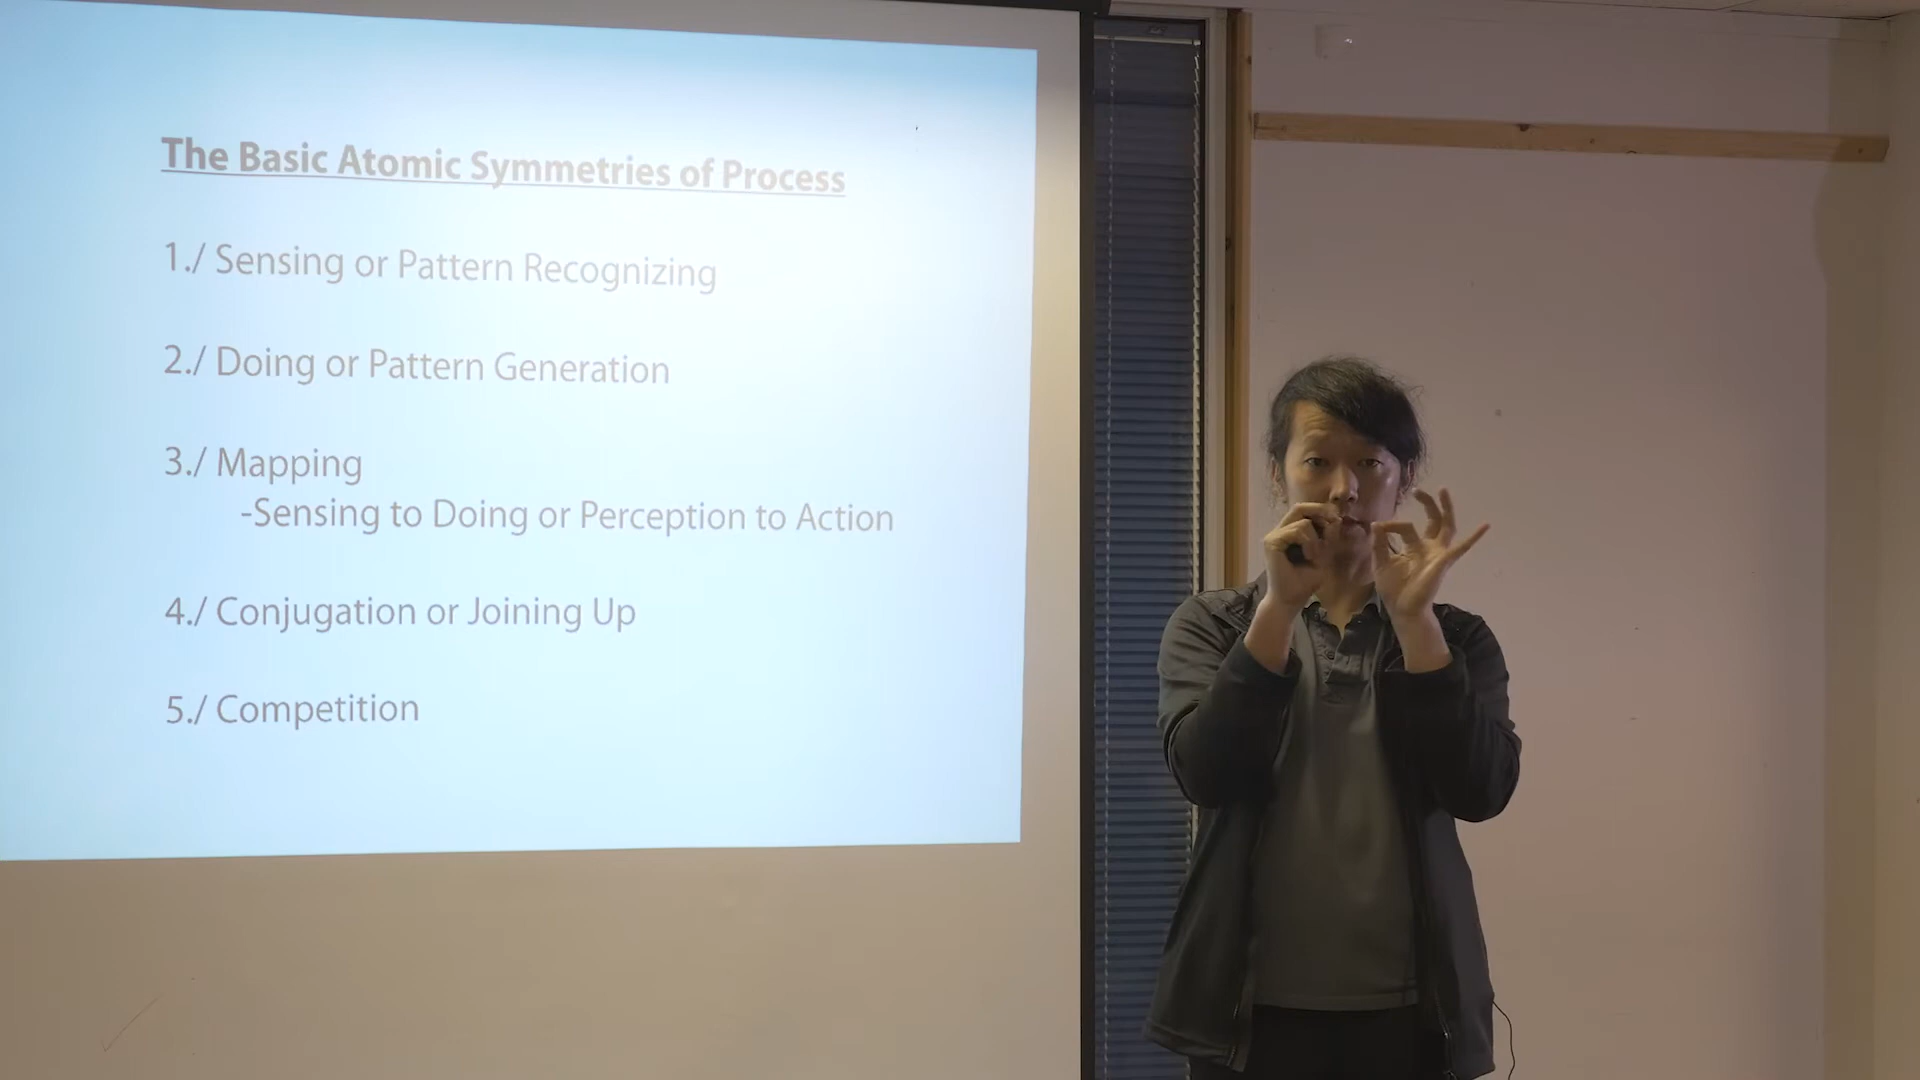 The Basic Atomic Symmetries of Process
1./ Sensing or Pattern Recognizing
2./ Doing or Pattern Generation
3./ Mapping
-Sensing to Doing or Perception to Action
4./ Conjugation or Joining Up
5./ Competition